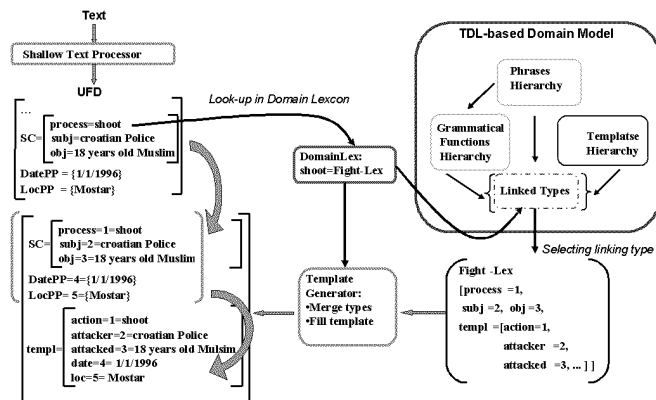 Text
Shallow Text Processor
UFD
...
SC= process=shoot
subj=croatian Police
obj=18 years old Muslim
DatePP = {1/1/1996}
LocPP = {Mostar}
Look-up in Domain Lexcon
DomainLex:
shoot=Fight-Lex
TDL-based Domain Model
Phrases
Hierarchy
Grammatical
Functions
Hierarchy
Templatse
Hierarchy
Linked Types
Selecting linking type
Fight -Lex
[process =1,
subj =2, obj =3,
templ =[action=1,
attacker =2,
attacked =3, ... ] ]
Template
Generator:
•Merge types
•Fill template
SC= process=1=shoot
subj=2=croatian Police
obj=3=18 years old Muslim
DatePP=4={1/1/1996}
LocPP= 5={Mostar}
templ= action=1=shoot
attacker=2=croatian Police
attacked=3=18 years old Mulsim
date=4= 1/1/1996
loc=5= Mostar